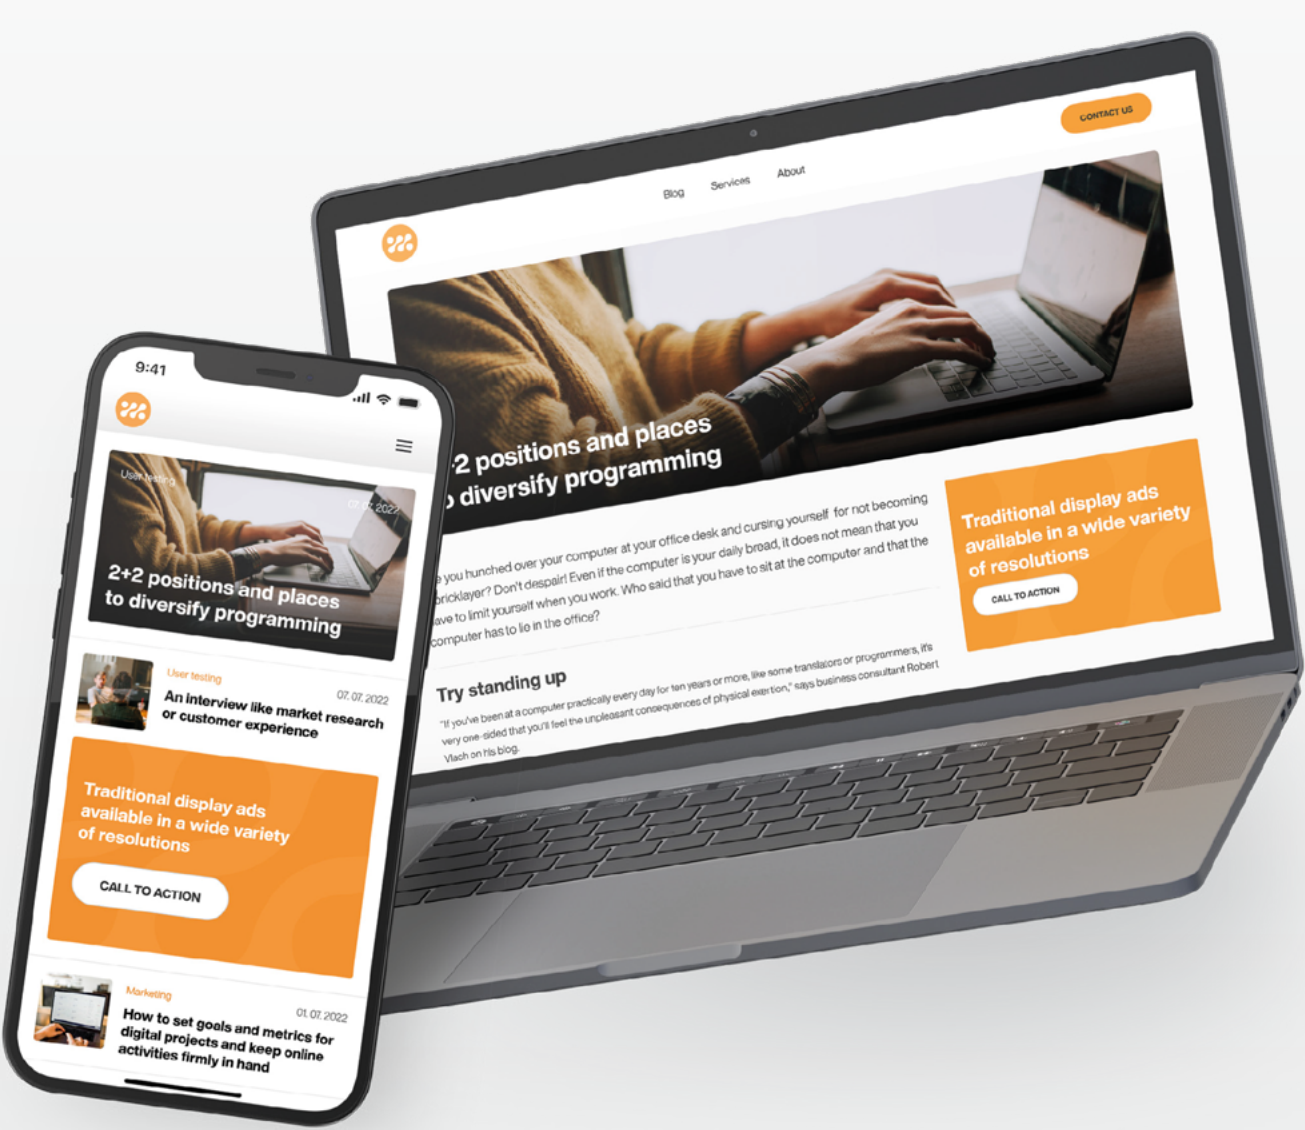 CONTACT US
Blog Services About
2 positions and places
diversify programming
you hunched over your computer at your office desk and cursing yourself for not becoming
bricklayer? Don't despair! Even if the computer is your daily bread, it does not mean that you
ave to limit yourself when you work. Who said that you have to sit at the computer and that the
computer has to lie in the office?
Try standing up
"If you've been at a computer practically every day for ten years or more, like some translators or programmers, it's
very one-sided that you'll feel the unpleasant consequences of physical exertion," says business consultant Robert
Vlach on his blog.
Traditional display ads
available in a wide variety
of resolutions
CALL TO ACTION
9:41
User testing
07. 07. 2022
2+2 positions and places
to diversify programming
User testing
07. 07. 2022
An interview like market research
or customer experience
Traditional display ads
available in a wide variety
of resolutions
CALL TO ACTION
Marketing
01. 07. 2022
How to set goals and metrics for
digital projects and keep online
activities firmly in hand